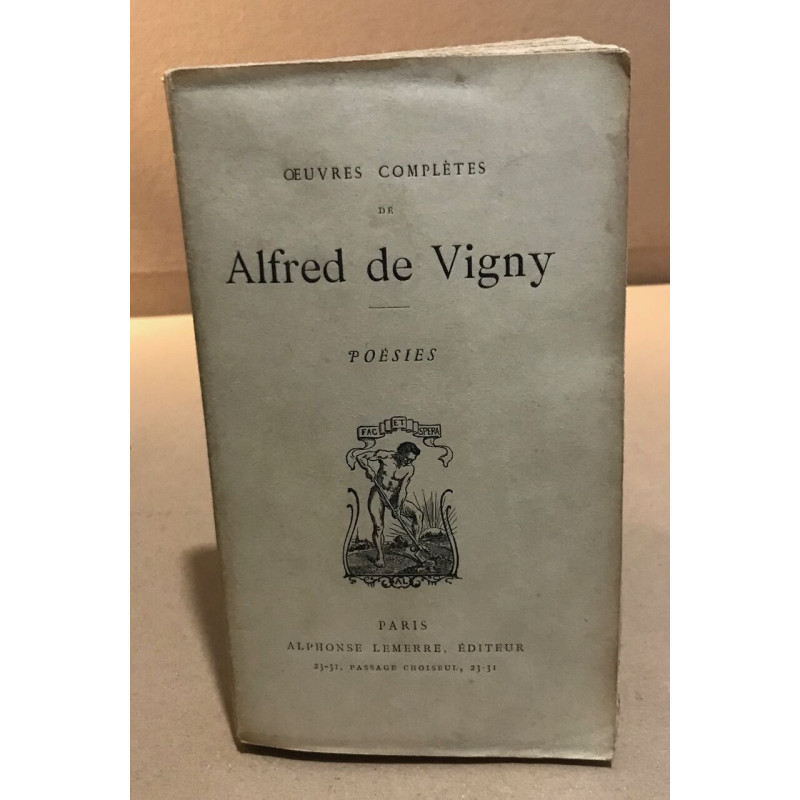 ŒUVRES COMPLÈTES
DE
Alfred de Vigny
POËSIES
FAC ET SPERA
AL
PARIS
ALPHONSE LEMERRE, ÉDITEUR
23-31, PASSAGE CHOISEUL, 23-31